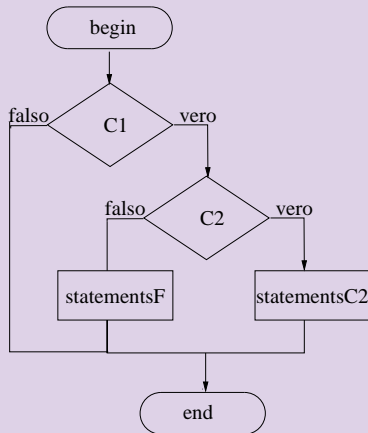 begin
falso
C1
vero
falso
C2
vero
statementsF
statementsC2
end